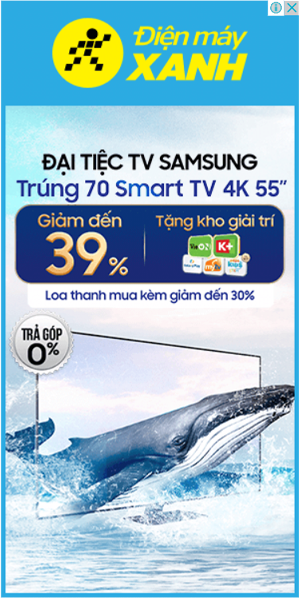 Điện máy
XANH
ĐẠI TIỆC TV SAMSUNG
Trúng 70 Smart TV 4K 55”
Giảm đến
39%
Tặng kho giải trí
VieON
K+
Loa thanh mua kèm giảm đến 30%
TRẢ GÓP
0%